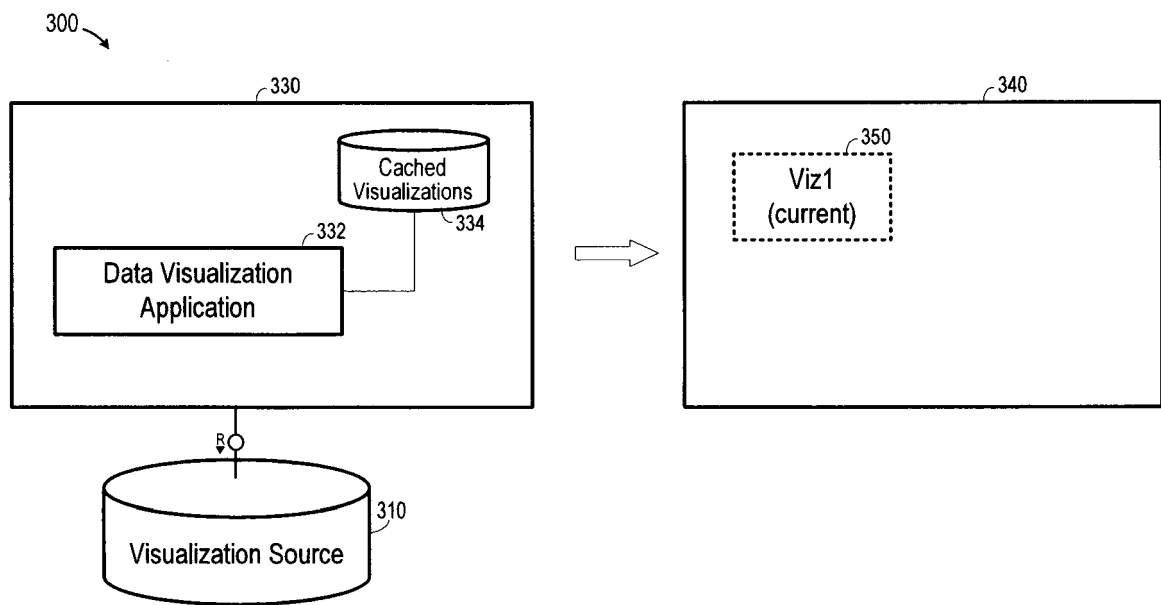 300
330
340
Cached
Visualizations
334
350
Viz1
(current)
332
Data Visualization
Application
R
310
Visualization Source